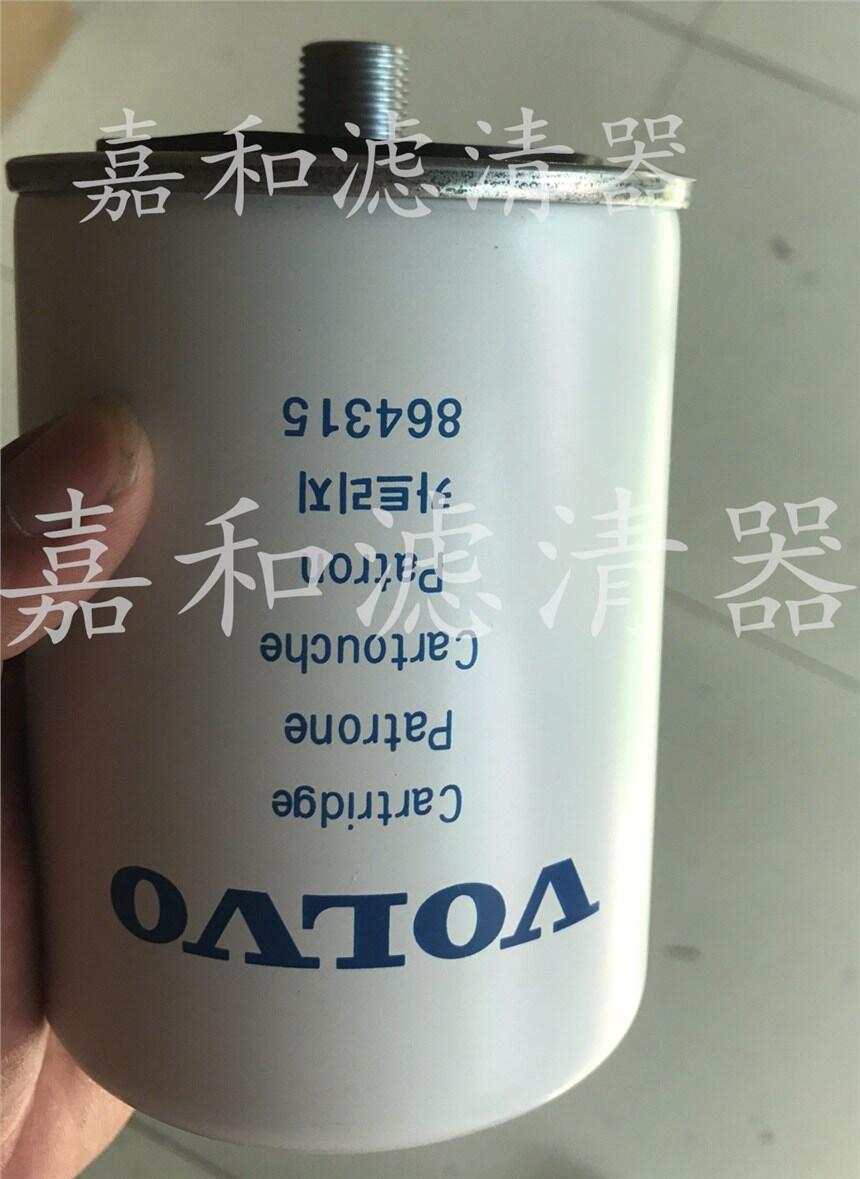 嘉和滤清器
VOLVO
Cartridge
Patrone
Cartouche
Patron
카트리지
864315
嘉和滤清器